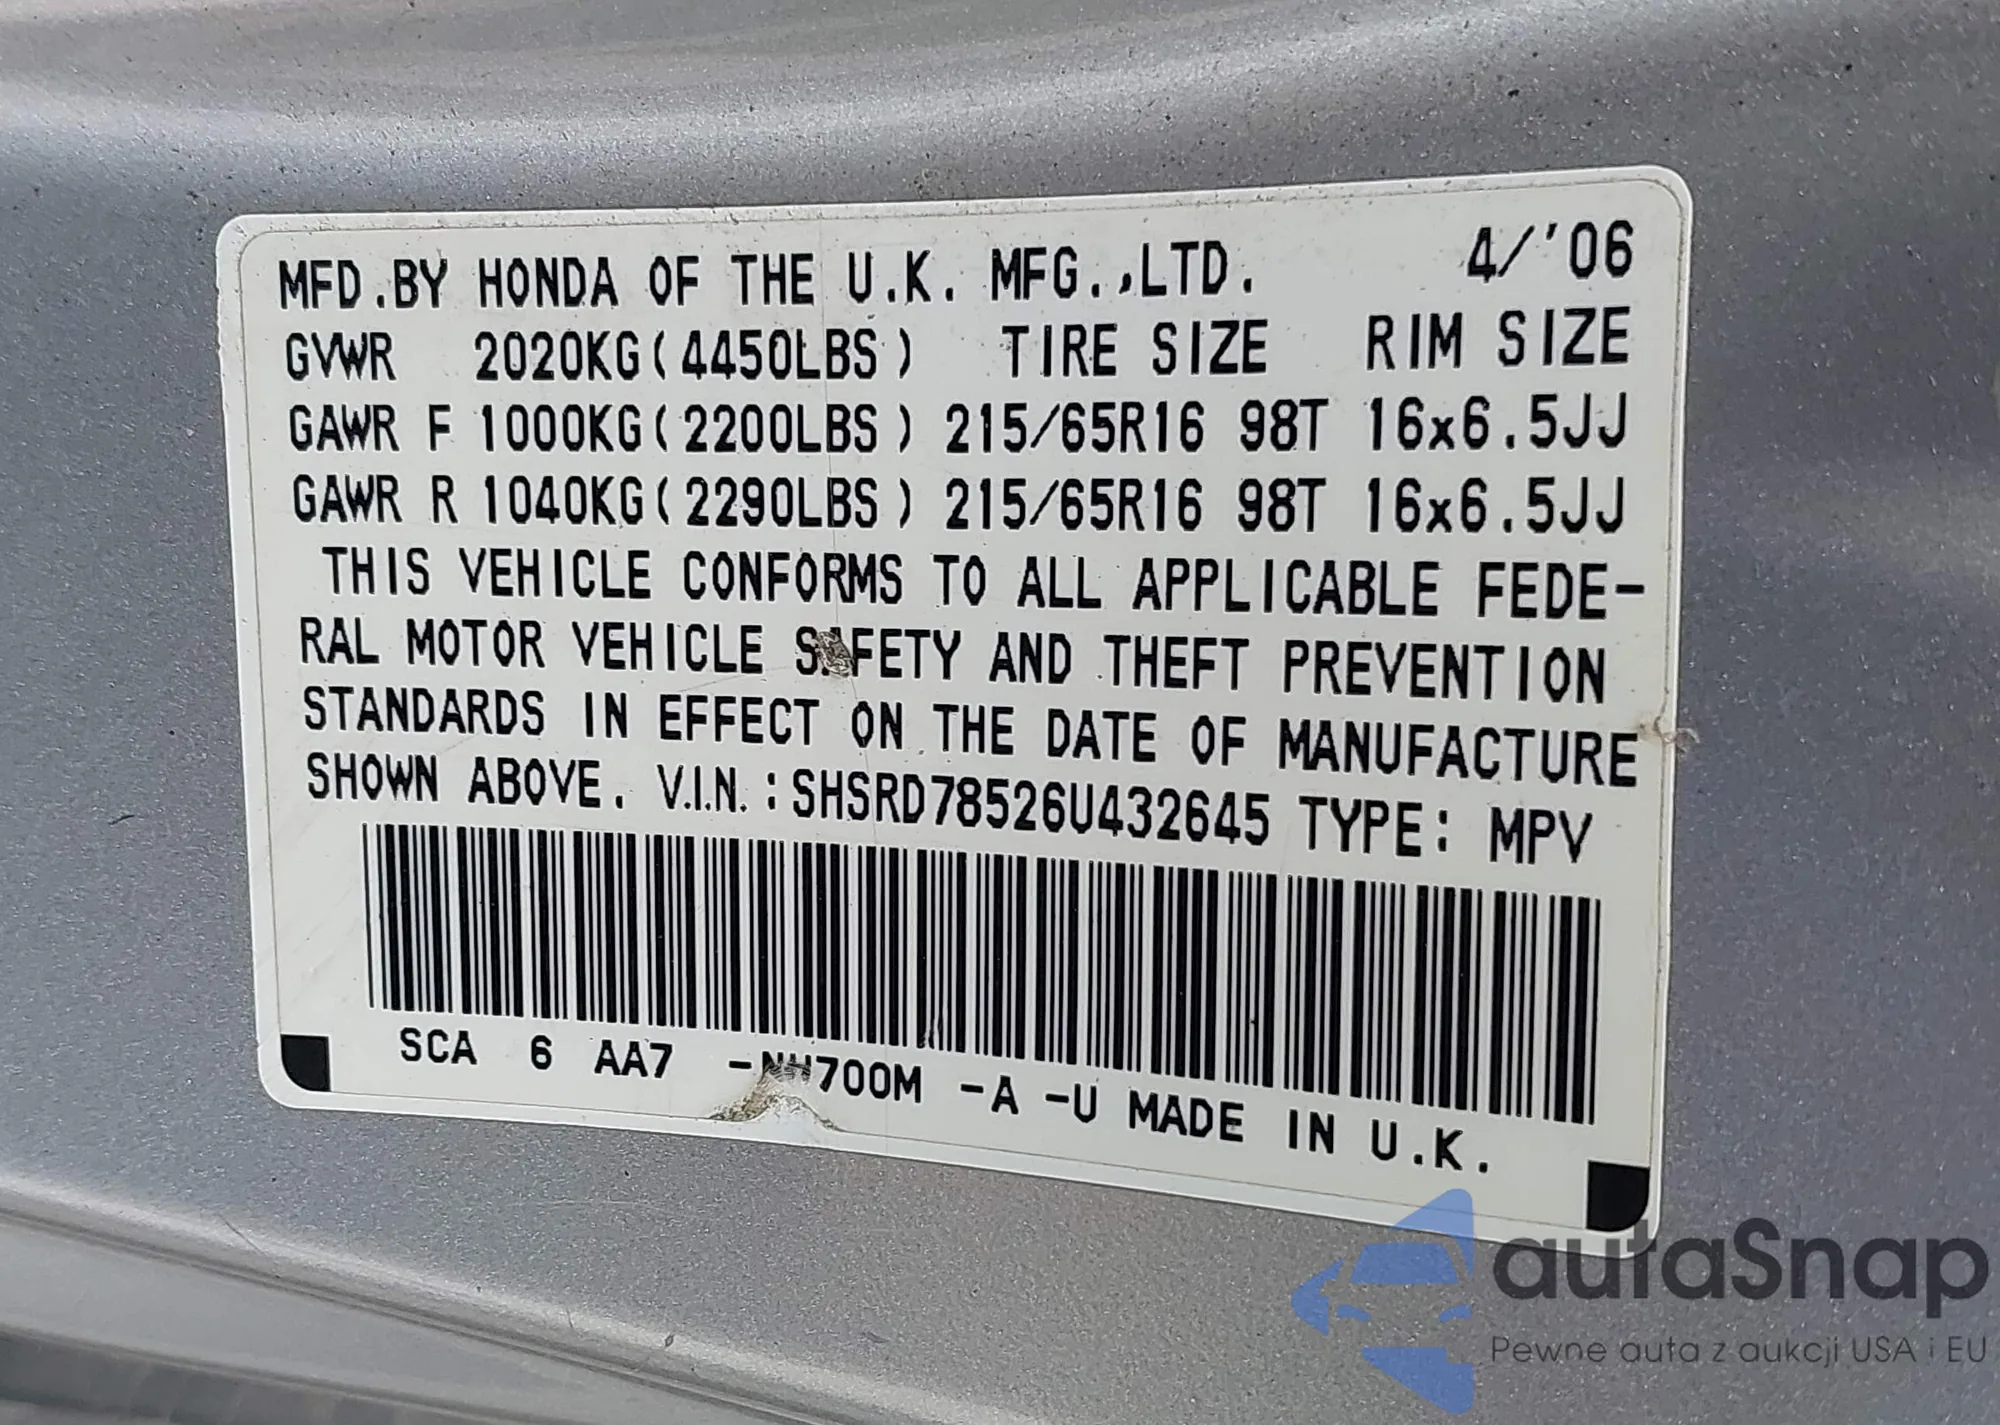 MFD.BY HONDA OF THE U.K. MFG.,LTD. 4/'06
GVWR 2020KG(4450LBS) TIRE SIZE RIM SIZE
GAWR F 1000KG(2200LBS) 215/65R16 98T 16x6.5JJ
GAWR R 1040KG(2290LBS) 215/65R16 98T 16x6.5JJ
THIS VEHICLE CONFORMS TO ALL APPLICABLE FEDE-
RAL MOTOR VEHICLE SAFETY AND THEFT PREVENTION
STANDARDS IN EFFECT ON THE DATE OF MANUFACTURE
SHOWN ABOVE. V.I.N. : SHSRD78526U432645 TYPE: MPV
SCA 6 AA7 -NH700M -A -U MADE IN U.K.
autaSnap
Pewne auta z aukcji USA i EU